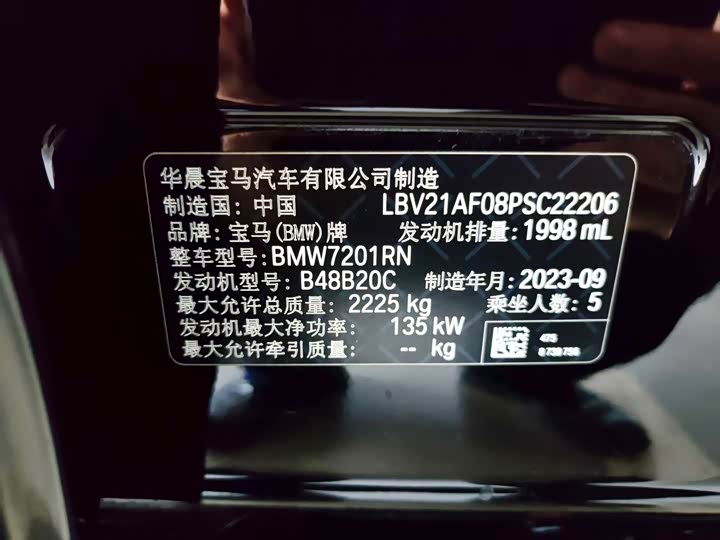 华晨宝马汽车有限公司制造
制造国: 中国 LBV21AF08PSC22206
品牌: 宝马(BMW)牌 发动机排量: 1998 mL
整车型号: BMW7201RN
发动机型号: B48B20C 制造年月: 2023-09
最大允许总质量: 2225 kg 乘坐人数: 5
发动机最大净功率: 135 kW
最大允许牵引质量: -- kg
475